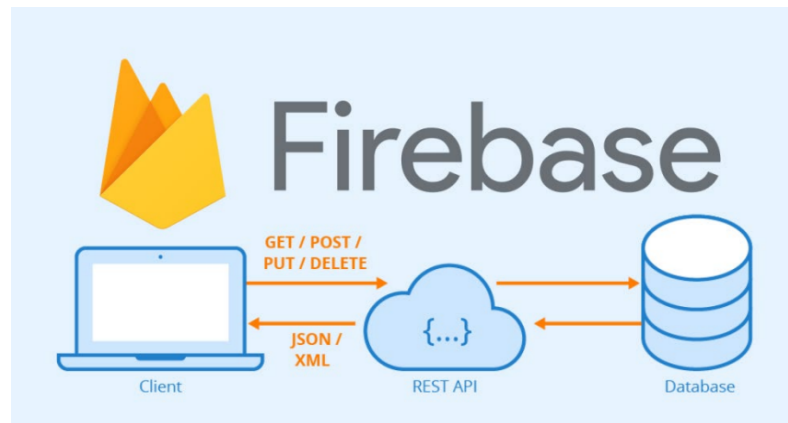 Firebase
GET / POST /
PUT / DELETE
JSON /
XML
{...}
Client
REST API
Database